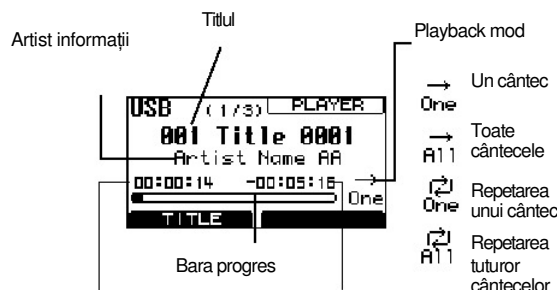 Titlul
Artist informații
Playback mod
USB (1/3) PLAYER
001 Title 0001
Artist Name AA
00:00:14 -00:05:16
One
TITLE
Bara progres
One Un cântec
All Toate
cântecele
One Repetarea
unui cântec
All Repetarea
tuturor
cântecelor